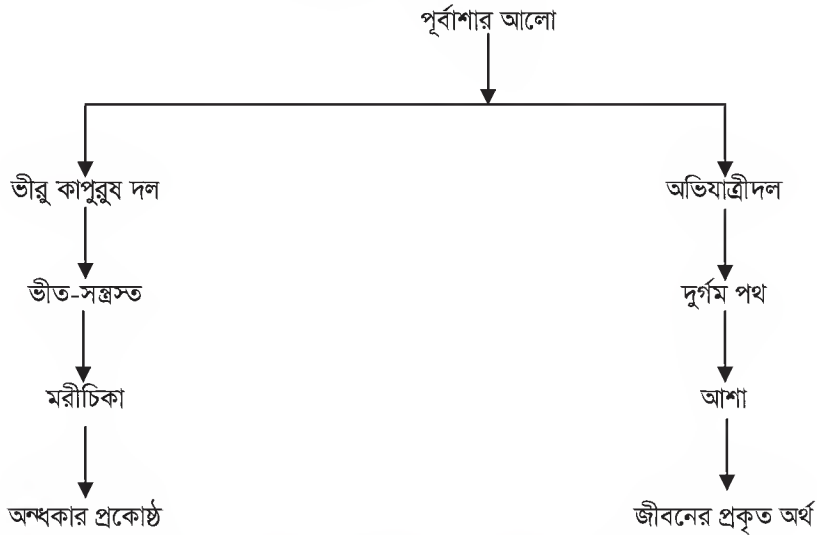 পূর্বাশার আলো
ভীরু কাপুরুষ দল
অভিযাত্রীদল
ভীত-সন্ত্রস্ত
দুর্গম পথ
মরীচিকা
আশা
অন্ধকার প্রকোষ্ঠ
জীবনের প্রকৃত অর্থ